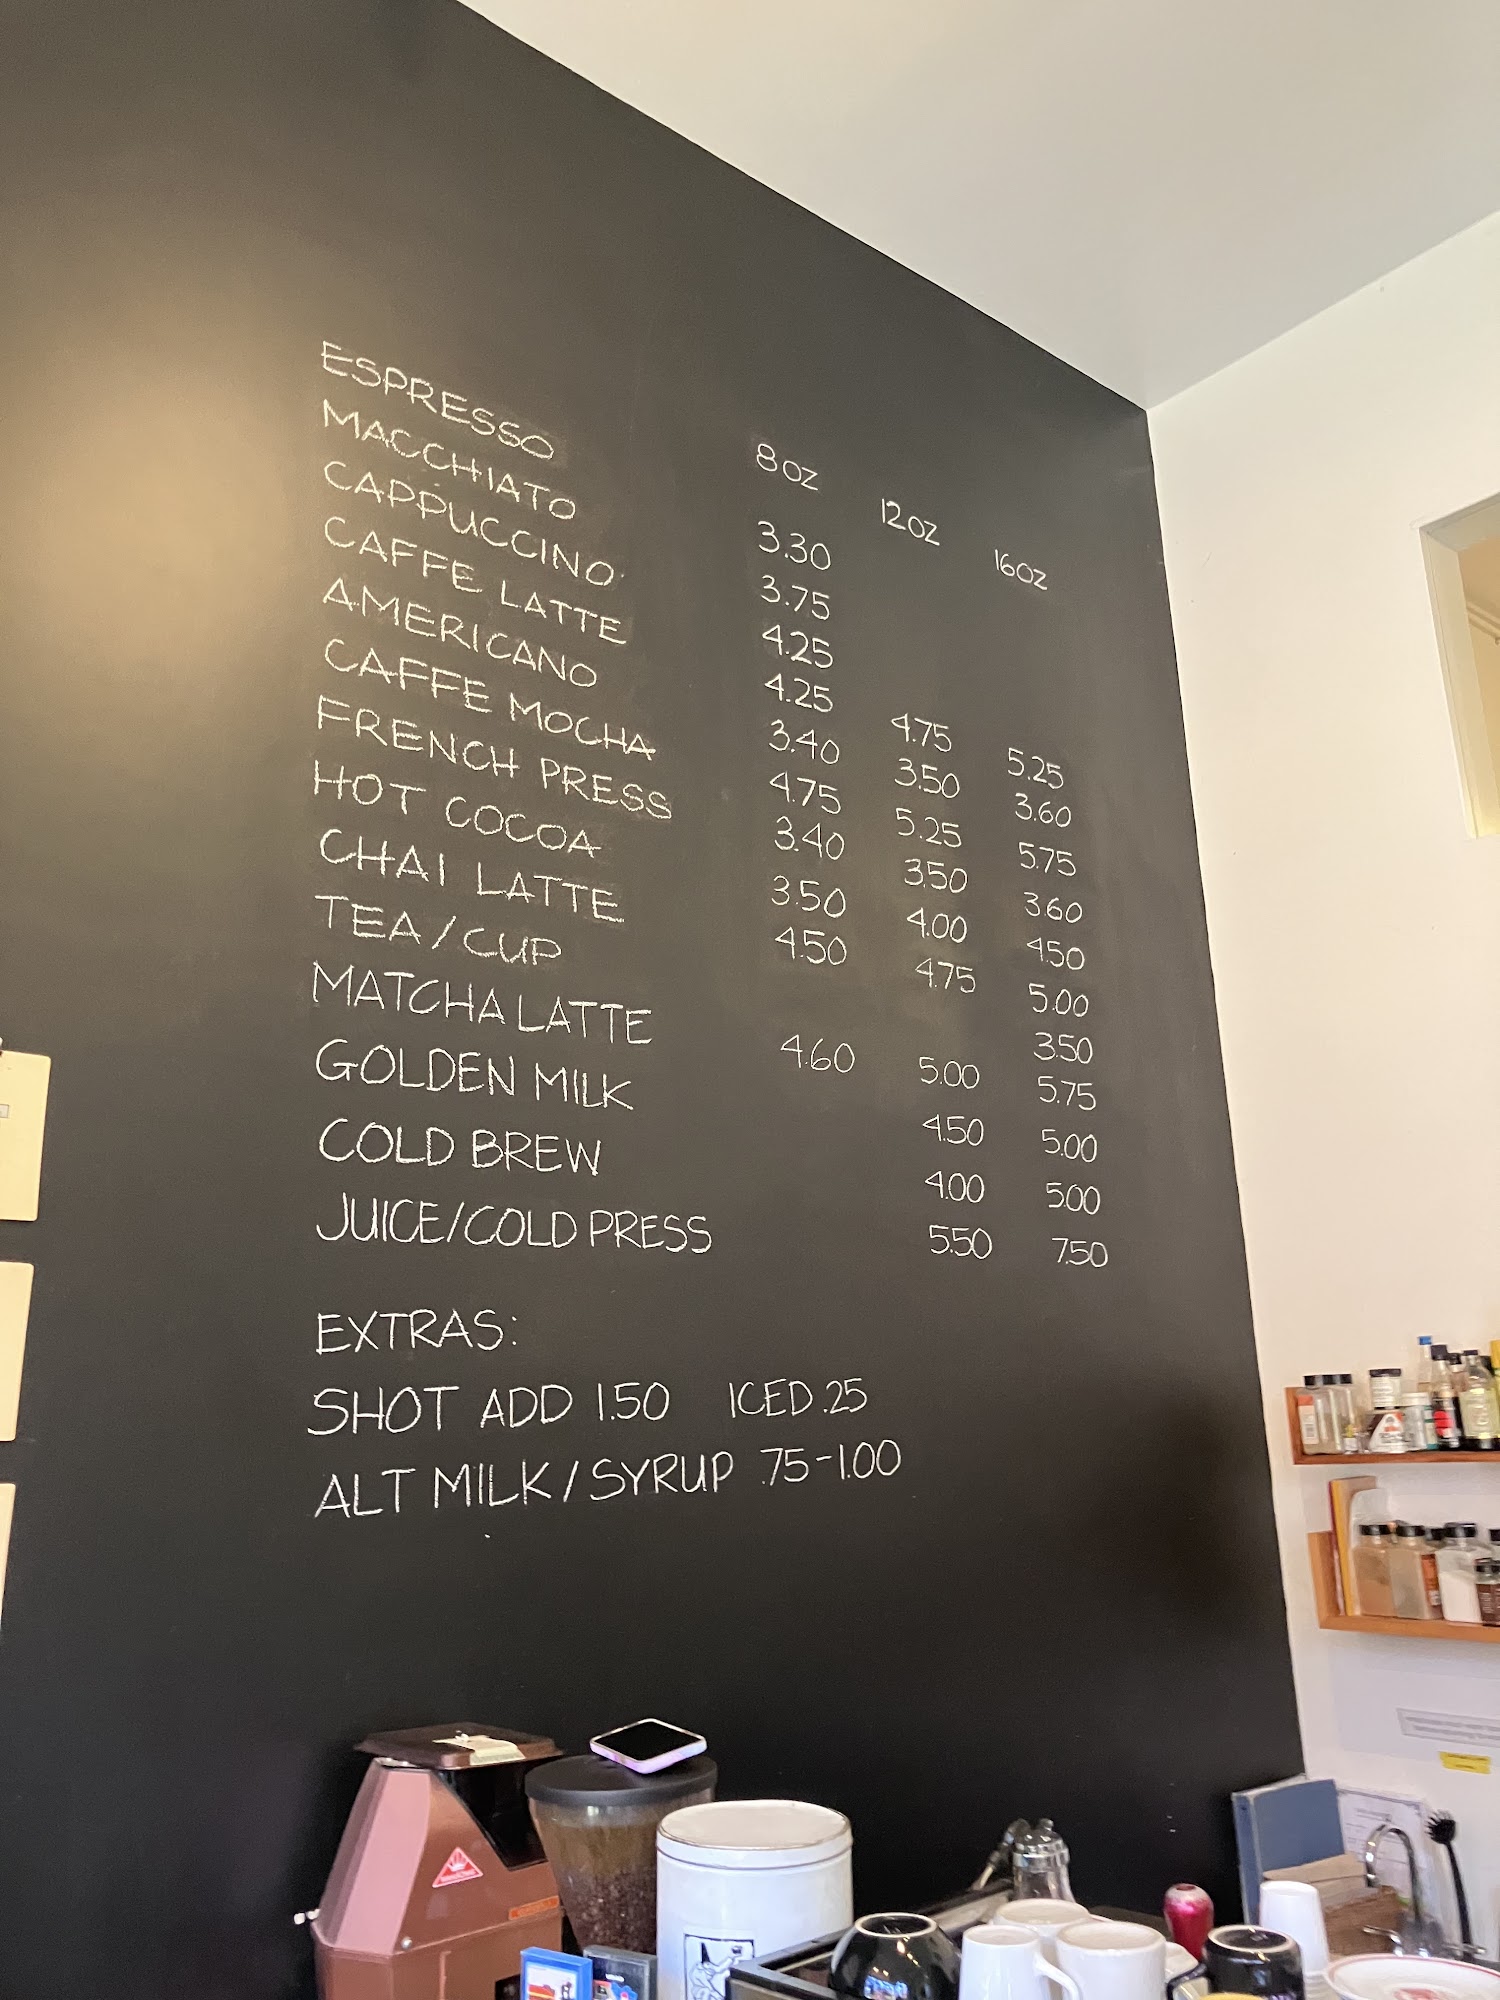 8OZ 12OZ 16OZ
ESPRESSO 3.30
MACCHIATO 3.75
CAPPUCCINO 4.25
CAFFE LATTE 4.25 4.75 5.25
AMERICANO 3.40 3.50 3.60
CAFFE MOCHA 4.75 5.25 5.75
FRENCH PRESS 3.40 3.50 3.60
HOT COCOA 3.50 4.00 4.50
CHAI LATTE 4.50 4.75 5.00
TEA/CUP 3.50
MATCHA LATTE 4.60 5.00 5.75
GOLDEN MILK 4.50 5.00
COLD BREW 4.00 5.00
JUICE/COLD PRESS 5.50 7.50
EXTRAS:
SHOT ADD 1.50 ICED .25
ALT MILK/SYRUP .75-1.00